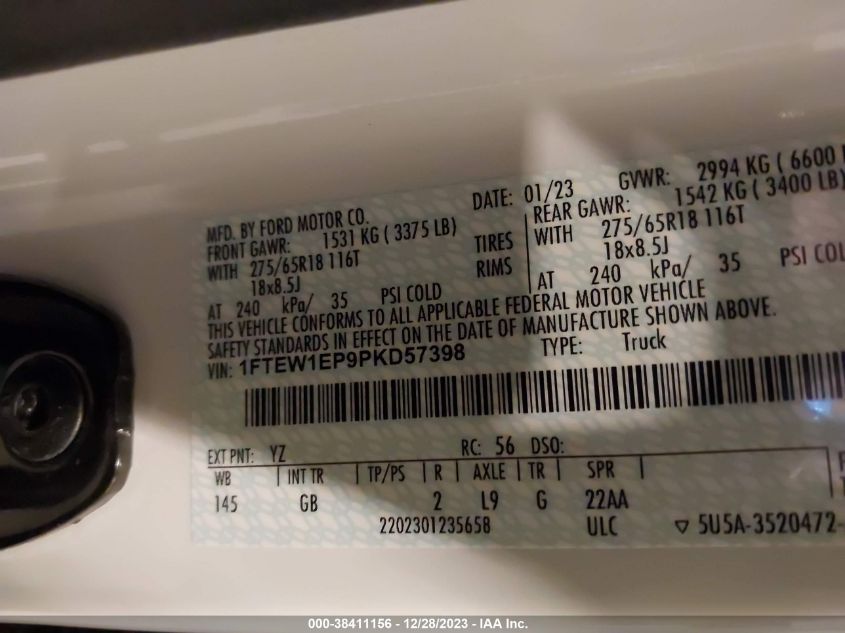 MFD. BY FORD MOTOR CO. DATE: 01/23 GVWR: 2994 KG ( 6600
FRONT GAWR: 1531 KG ( 3375 LB) REAR GAWR: 1542 KG ( 3400 LB)
WITH 275/65R18 116T TIRES WITH 275/65R18 116T
18x8.5J RIMS 18x8.5J
AT 240 kPa/ 35 PSI COLD AT 240 kPa/ 35 PSI COL
THIS VEHICLE CONFORMS TO ALL APPLICABLE FEDERAL MOTOR VEHICLE
SAFETY STANDARDS IN EFFECT ON THE DATE OF MANUFACTURE SHOWN ABOVE.
VIN: 1FTEW1EP9PKD57398 TYPE: Truck
EXT PNT: YZ RC: 56 DSO:
WB INT TR TP/PS R AXLE TR SPR
145 GB 2 L9 G 22AA
2202301235658 ULC ▽ 5U5A-3520472-
000-38411156 - 12/28/2023 - IAA Inc.